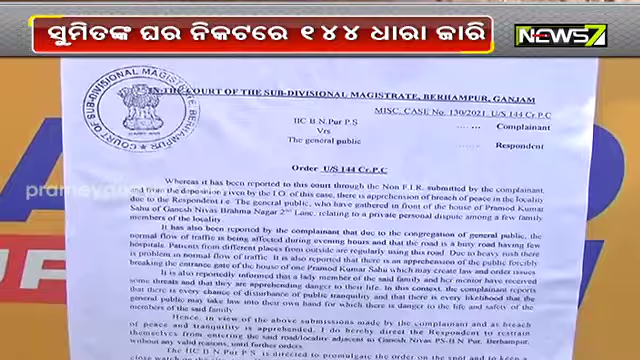 ସୁମିତଙ୍କ ଘର ନିକଟରେ ୧୪୪ ଧାରା ଜାରି
NEWS7
COURT OF SUB-DIVISIONAL MAGISTRATE, BERHAMPUR
IN THE COURT OF THE SUB-DIVISIONAL MAGISTRATE, BERHAMPUR, GANJAM
MISC. CASE No. 130/2021 U/S 144 Cr.P.C
IIC B.N.Pur P.S ...... Complainant
Vrs
The general public ...... Respondent
Order U/S 144 Cr.P.C
Whereas it has been reported to this court through the Non F.I.R. submitted by the complainant
and from the deposition given by the I.O. of this case, there is apprehension of breach of peace in the locality
due to the Respondent i.e The general public, who have gathered in front of the house of Pramod Kumar
Sahu of Ganesh Nivas Brahma Nagar 2nd Lane, relating to a private personal dispute among a few family
members of the locality.
It has also been reported by the complainant that due to the congregation of general public, the
normal flow of traffic is being affected during evening hours and that the road is a busy road having few
hospitals. Patients from different places from outside are regularly using this road. Due to heavy rush there
is problem in normal flow of traffic. It is also reported that there is an apprehension of the public forcibly
breaking the entrance gate of the house of one Pramod Kumar Sahu which may create law and order issues
It is also reportedly informed that a lady member of the said family and her mentor have received
some threats and that they are apprehending danger to their life. In this context, the complainant reports
that there is every chance of disturbance of public tranquility and that there is every likelihood that the
general public may take law into their own hand for which there is danger to the life and safety of the
members of the said family
Hence, in view of the above submissions made by the complainant and as breach
of peace and tranquility is apprehended, I do hereby direct the Respondent to restrain
themselves from entering the said road/locality adjacent to Ganesh Nivas PS-B.N Pur, Berhampur,
without any valid reasons, until further orders.
The IIC B N Pur P.S is directed to promulgate the order on the spot and to keep a